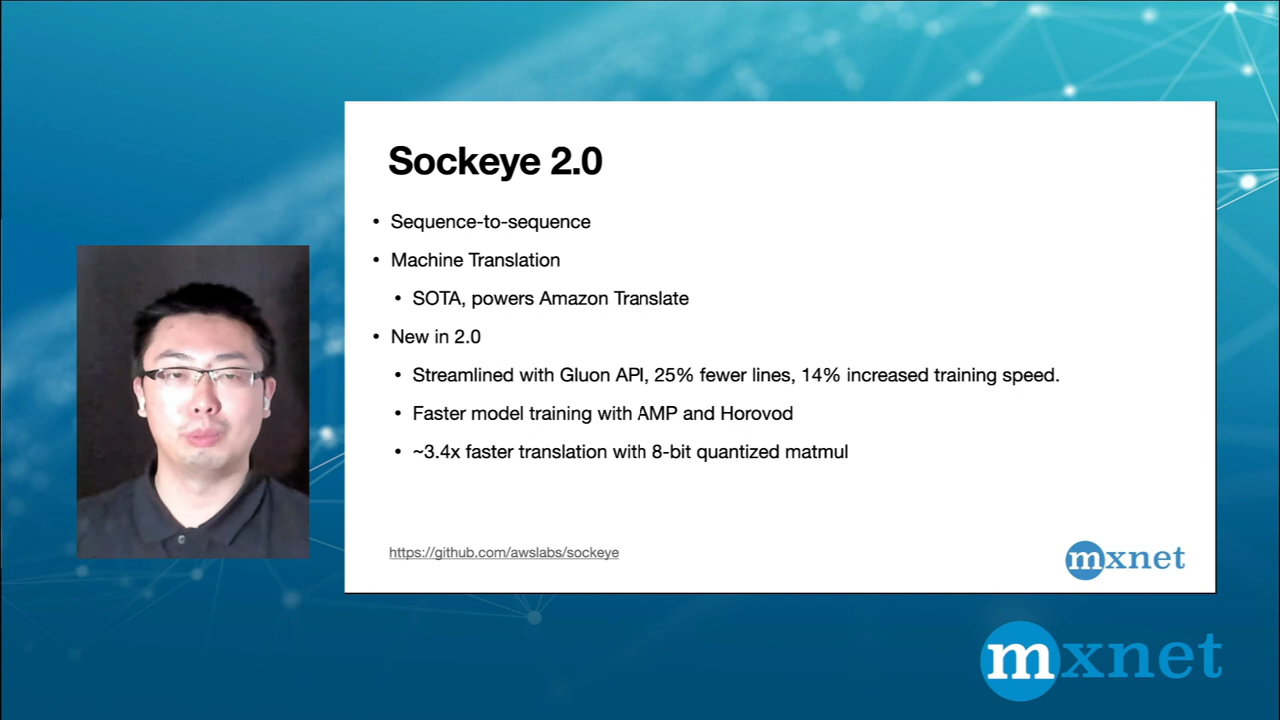 Sockeye 2.0
• Sequence-to-sequence
• Machine Translation
• SOTA, powers Amazon Translate
• New in 2.0
• Streamlined with Gluon API, 25% fewer lines, 14% increased training speed.
• Faster model training with AMP and Horovod
• ~3.4x faster translation with 8-bit quantized matmul
https://github.com/awslabs/sockeye
mxnet
mxnet